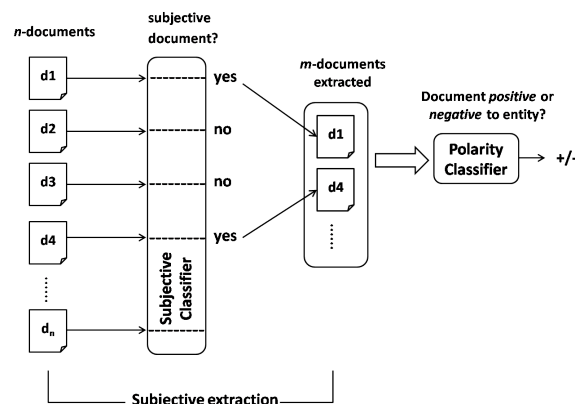 n-documents
subjective
document?
m-documents
extracted
Document positive or
negative to entity?
d1
yes
d2
no
d3
no
d4
yes
dn
Subjective
Classifier
d1
d4
Polarity
Classifier
+/-
Subjective extraction